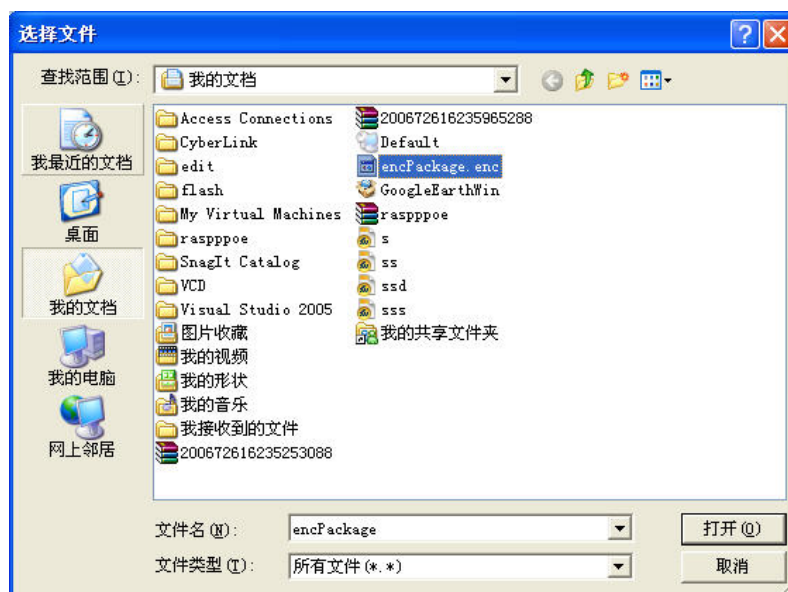 选择文件
查找范围(I):
我的文档
我最近的文档
桌面
我的文档
我的电脑
网上邻居
Access Connections
CyberLink
edit
flash
My Virtual Machines
raspppoe
SnagIt Catalog
VCD
Visual Studio 2005
图片收藏
我的视频
我的形状
我的音乐
我接收到的文件
200672616235253088
200672616235965288
Default
encPackage.enc
GoogleEarthWin
raspppoe
s
ss
ssd
sss
我的共享文件夹
文件名(N):
encPackage
打开(O)
文件类型(T):
所有文件(*.*)
取消